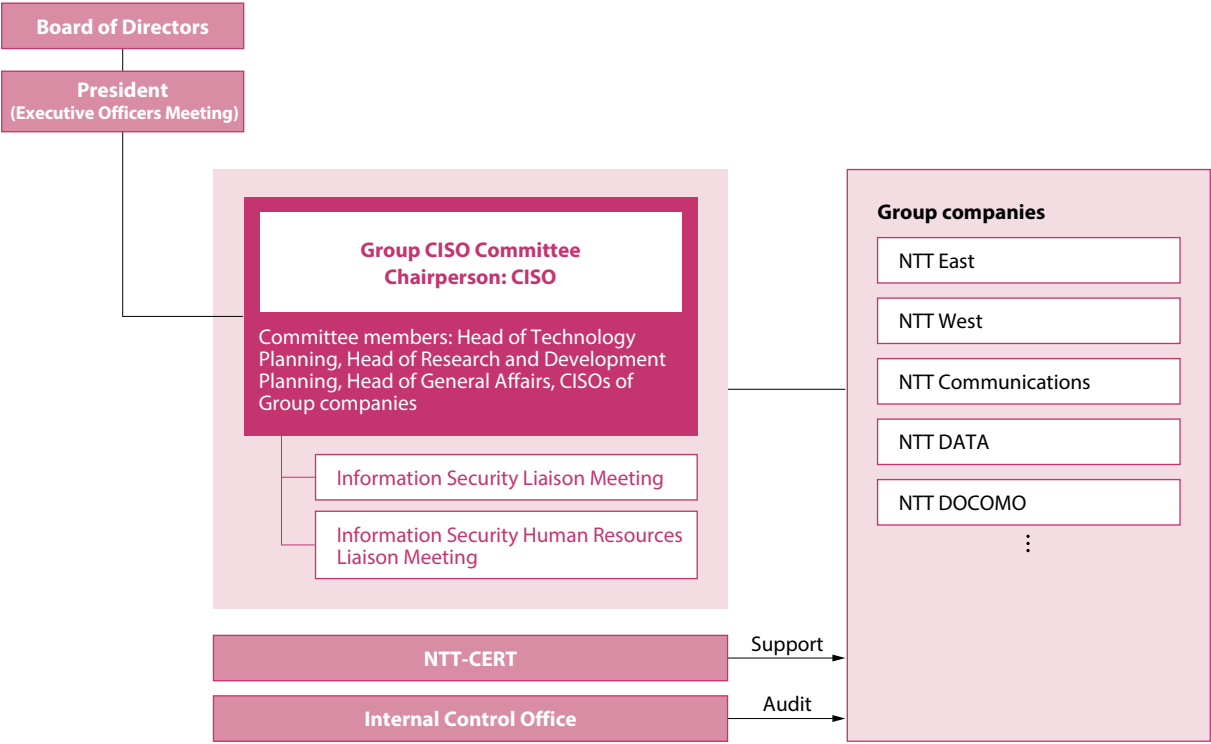 Board of Directors
President
(Executive Officers Meeting)
Group CISO Committee
Chairperson: CISO
Committee members: Head of Technology
Planning, Head of Research and Development
Planning, Head of General Affairs, CISOs of
Group companies
Information Security Liaison Meeting
Information Security Human Resources
Liaison Meeting
NTT-CERT
Internal Control Office
Support
Audit
Group companies
NTT East
NTT West
NTT Communications
NTT DATA
NTT DOCOMO
⋮